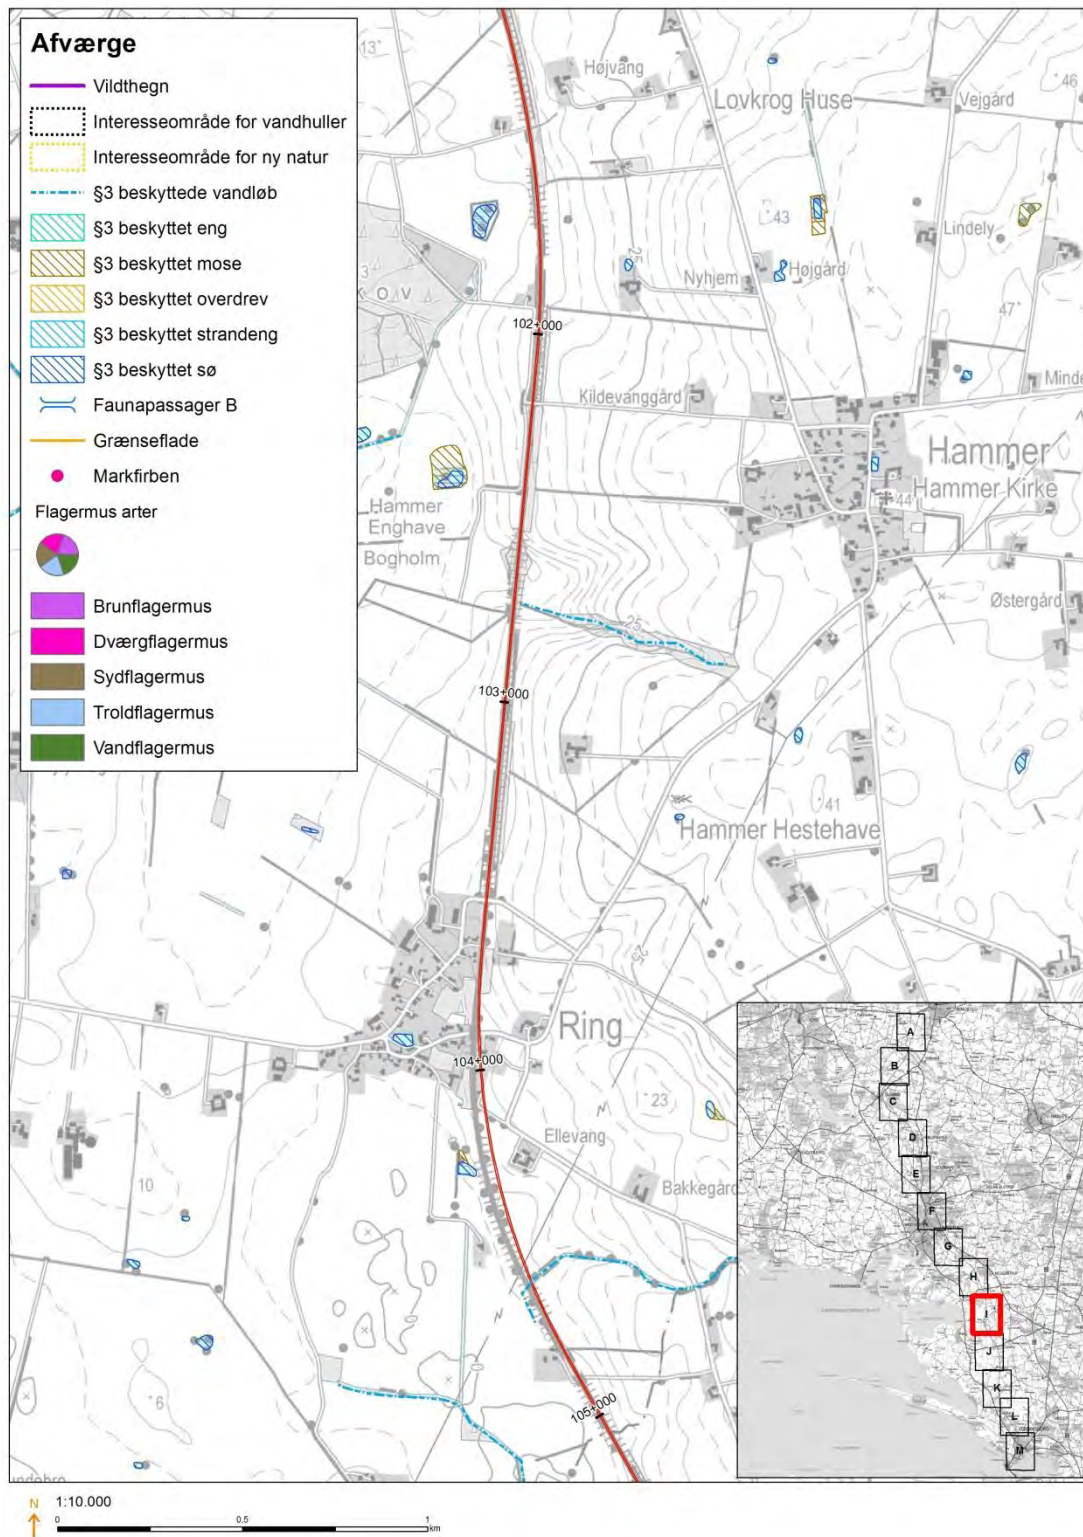 Afværge
Vildthegn
Interesseområde for vandhuller
Interesseområde for ny natur
§3 beskyttede vandløb
§3 beskyttet eng
§3 beskyttet mose
§3 beskyttet overdrev
§3 beskyttet strandeng
§3 beskyttet sø
Faunapassager B
Grænseflade
Markfirben
Flagermus arter
Brunflagermus
Dværgflagermus
Sydflagermus
Troldflagermus
Vandflagermus
13
Højvang
Lovkrog Huse
46
Vejgård
43
Lindely
25
Nyhjem
Højgård
K O V
47
102+000
Kildevanggård
Minde
Hammer
Hammer Kirke
44
Hammer
Enghave
Bogholm
25
Østergård
103+000
41
Hammer Hestehave
25
Ring
104+000
23
Ellevang
Bakkegård
10
6
105+000
A
B
C
D
E
F
G
H
I
J
K
L
M
N
1:10.000
0
0,5
1
km